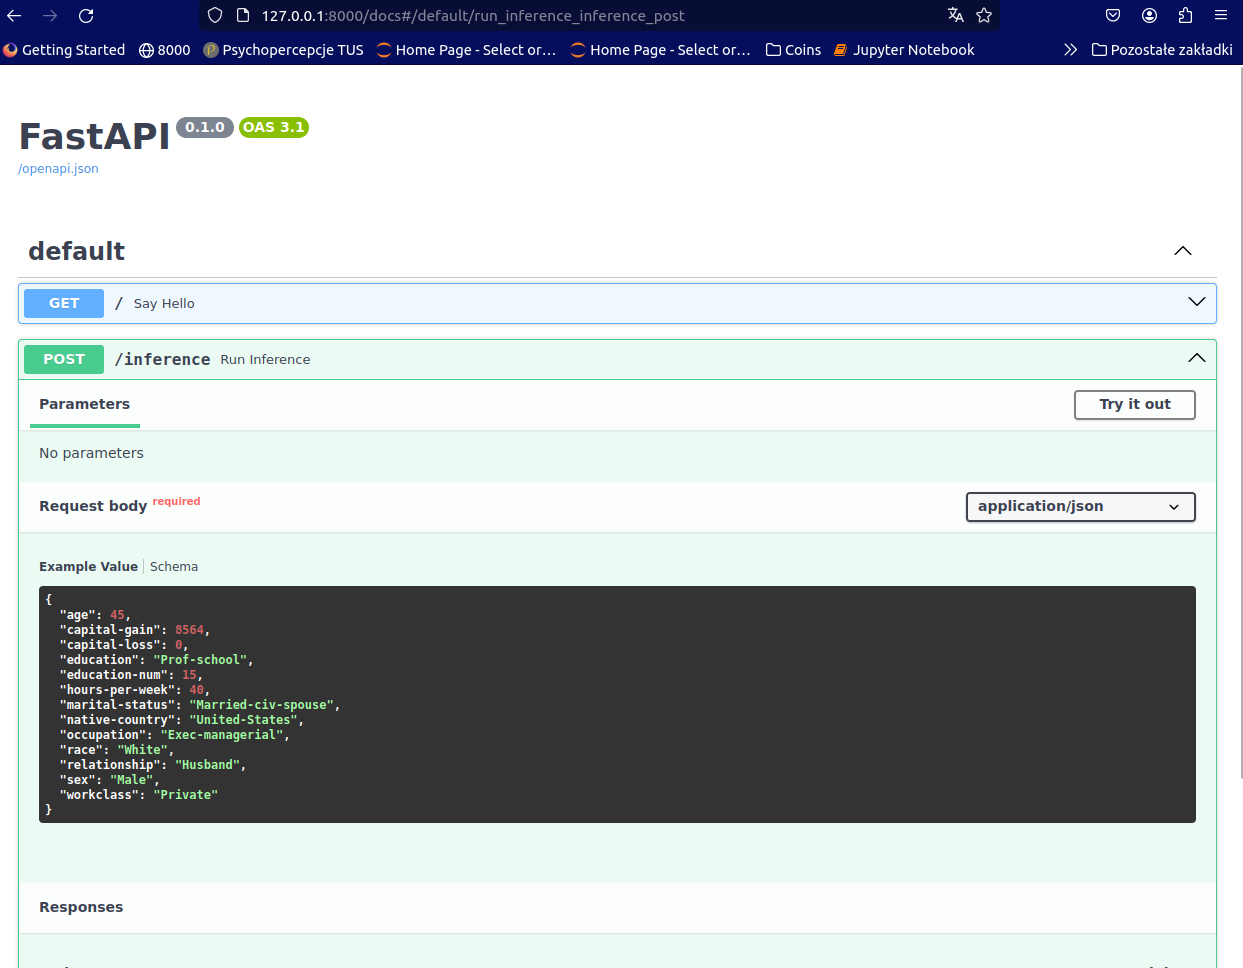 127.0.0.1:8000/docs#/default/run_inference_inference_post
Getting Started 8000 Psychopercepcje TUS Home Page - Select or… Home Page - Select or… Coins Jupyter Notebook Pozostałe zakładki
FastAPI 0.1.0 OAS 3.1
/openapi.json
default
GET / Say Hello
POST /inference Run Inference
Parameters Try it out
No parameters
Request body required application/json
Example Value Schema
{
"age": 45,
"capital-gain": 8564,
"capital-loss": 0,
"education": "Prof-school",
"education-num": 15,
"hours-per-week": 40,
"marital-status": "Married-civ-spouse",
"native-country": "United-States",
"occupation": "Exec-managerial",
"race": "White",
"relationship": "Husband",
"sex": "Male",
"workclass": "Private"
}
Responses